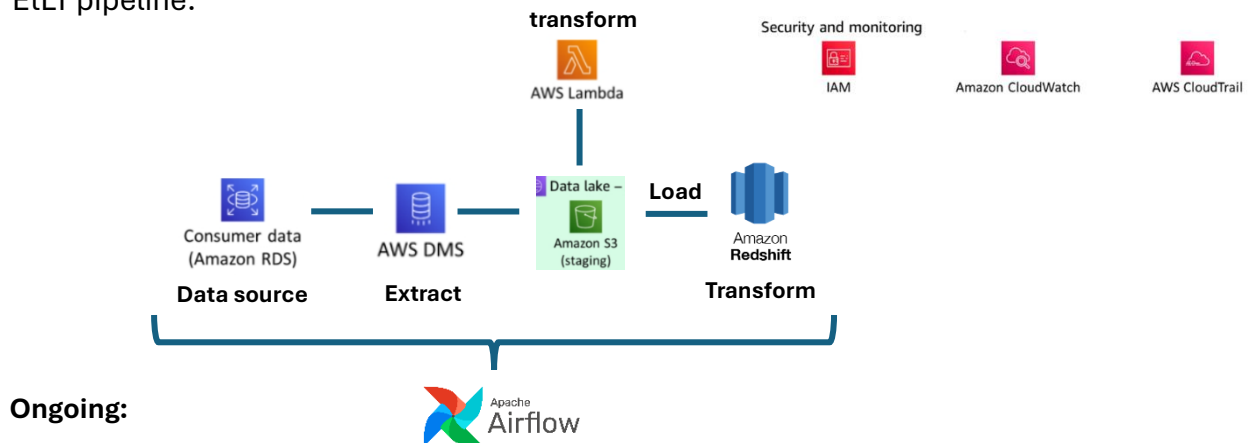 EtLT pipeline:
transform
AWS Lambda
Security and monitoring
IAM
Amazon CloudWatch
AWS CloudTrail
Consumer data
(Amazon RDS)
Data source
AWS DMS
Extract
Data lake –
Amazon S3
(staging)
Load
Amazon
Redshift
Transform
Ongoing:
Apache
Airflow